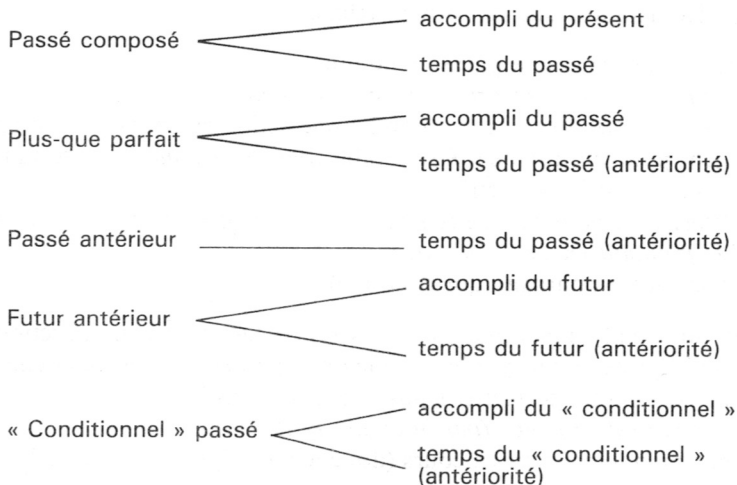 accompli du présent
Passé composé
temps du passé
accompli du passé
Plus-que parfait
temps du passé (antériorité)
Passé antérieur
temps du passé (antériorité)
accompli du futur
Futur antérieur
temps du futur (antériorité)
accompli du « conditionnel »
« Conditionnel » passé
temps du « conditionnel »
(antériorité)